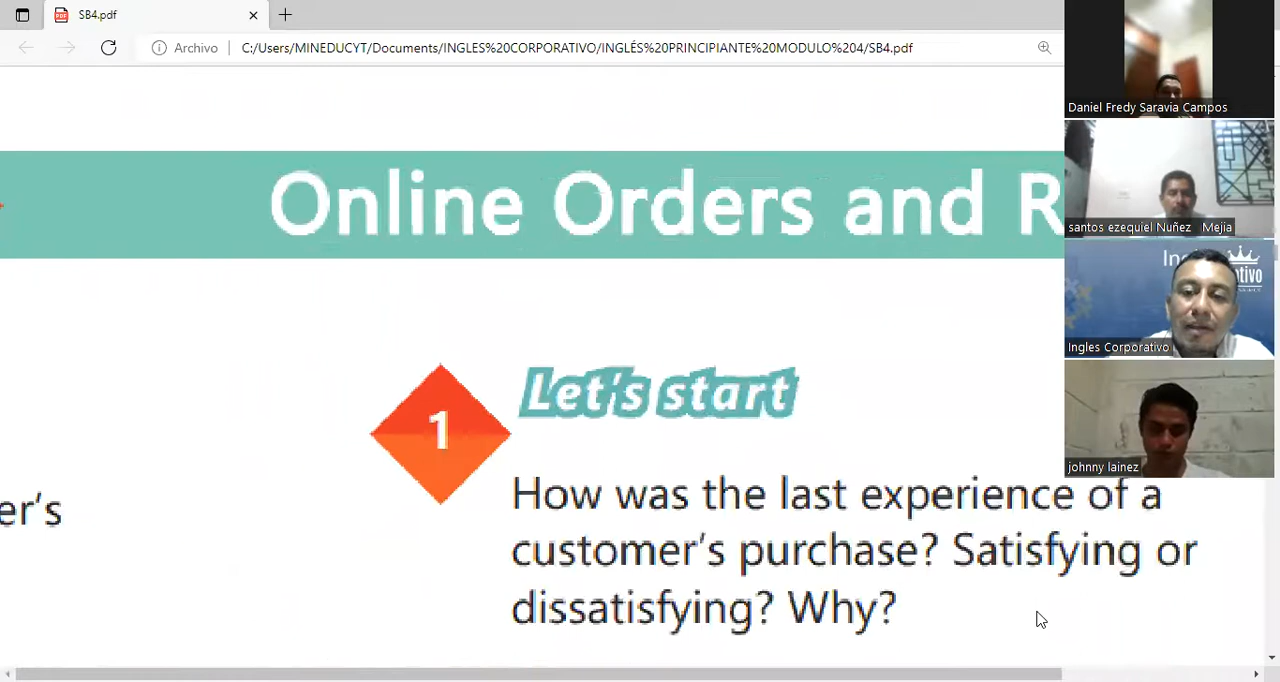 SB4.pdf
Archivo
C:/Users/MINEDUCYT/Documents/INGLES%20CORPORATIVO/INGLÉS%20PRINCIPIANTE%20MODULO%204/SB4.pdf
Daniel Fredy Saravia Campos
santos ezequiel Nuñez Mejia
Ingles Corporativo
johnny lainez
Online Orders and R
1
Let's start
er's
How was the last experience of a
customer's purchase? Satisfying or
dissatisfying? Why?